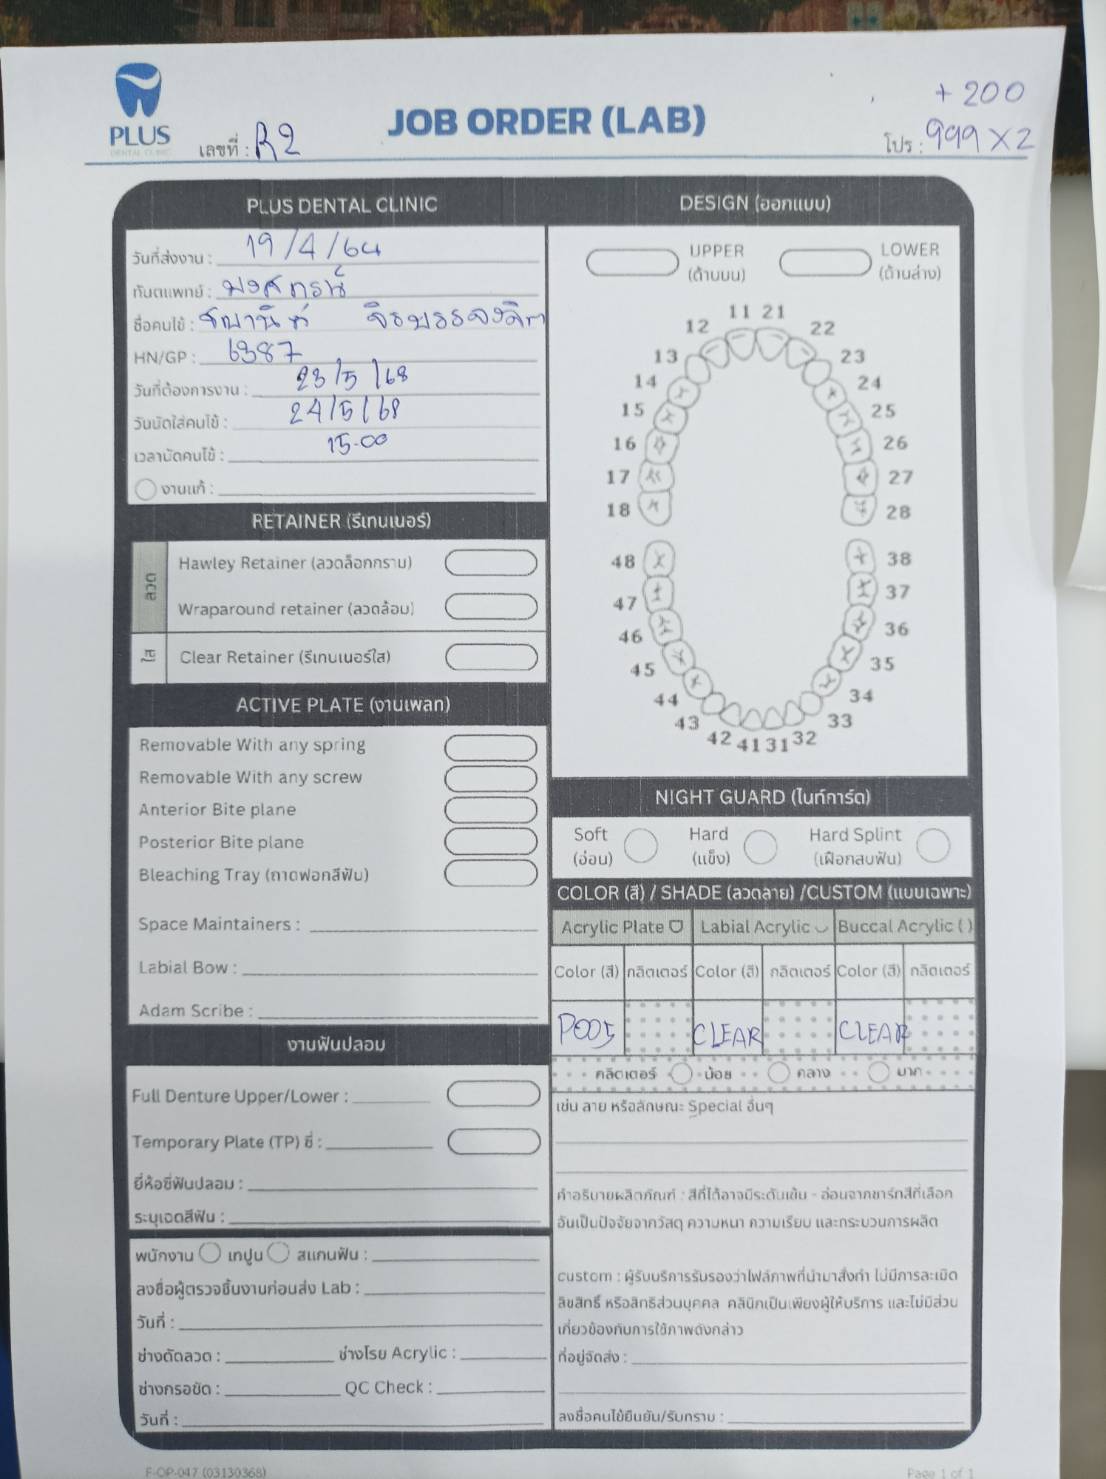 + 200
PLUS
DENTAL CLINIC
เลขที่ : R2
JOB ORDER (LAB)
โปร : 999 X 2
PLUS DENTAL CLINIC
วันที่ส่งงาน : 19/4/64
ทันตแพทย์ :
ชื่อคนไข้ :
HN/GP : 6387
วันที่ต้องการงาน : 23/5/68
วันนัดใส่คนไข้ : 24/5/68
เวลานัดคนไข้ : 15.00
งานแก้ :
DESIGN (ออกแบบ)
UPPER
(ด้านบน)
LOWER
(ด้านล่าง)
11 21
12 22
13 23
14 24
15 25
16 26
17 27
18 28
48 38
47 37
46 36
45 35
44 34
43 33
42 41 31 32
RETAINER (รีเทนเนอร์)
ลวด
Hawley Retainer (ลวดล็อกกราม)
Wraparound retainer (ลวดล้อม)
ใส
Clear Retainer (รีเทนเนอร์ใส)
ACTIVE PLATE (งานเพลท)
Removable With any spring
Removable With any screw
Anterior Bite plane
Posterior Bite plane
Bleaching Tray (ถาดฟอกสีฟัน)
Space Maintainers :
Labial Bow :
Adam Scribe :
NIGHT GUARD (ไนท์การ์ด)
Soft
(อ่อน)
Hard
(แข็ง)
Hard Splint
(เฝือกสบฟัน)
COLOR (สี) / SHADE (ลวดลาย) /CUSTOM (แบบเฉพาะ)
Acrylic Plate Labial Acrylic Buccal Acrylic ( )
Color (สี) กลิตเตอร์ Color (สี) กลิตเตอร์ Color (สี) กลิตเตอร์
P005 CLEAR CLEAR
กลิตเตอร์ น้อย กลาง มาก
เช่น ลาย หรือลักษณะ Special อื่นๆ
คำอธิบายผลิตภัณฑ์ : สีที่ได้อาจมีระดับเข้ม - อ่อนจากชาร์ทสีที่เลือก
อันเป็นปัจจัยจากวัสดุ ความหนา ความเรียบ และกระบวนการผลิต
custom : ผู้รับบริการรับรองว่าไฟล์ภาพที่นำมาสั่งทำ ไม่มีการละเมิด
ลิขสิทธิ์ หรือสิทธิส่วนบุคคล คลินิกเป็นเพียงผู้ให้บริการ และไม่มีส่วน
เกี่ยวข้องกับการใช้ภาพดังกล่าว
ที่อยู่จัดส่ง :
ลงชื่อคนไข้ยืนยัน/รับทราบ :
งานฟันปลอม
Full Denture Upper/Lower :
Temporary Plate (TP) ซี่ :
ยี่ห้อซี่ฟันปลอม :
ระบุเฉดสีฟัน :
พนักงาน เทปูน สแกนฟัน :
ลงชื่อผู้ตรวจชิ้นงานก่อนส่ง Lab :
วันที่ :
ช่างดัดลวด : ช่างโรย Acrylic :
ช่างกรอขัด : QC Check :
วันที่ :
F-OP-047 (03130368)
Page 1 of 1